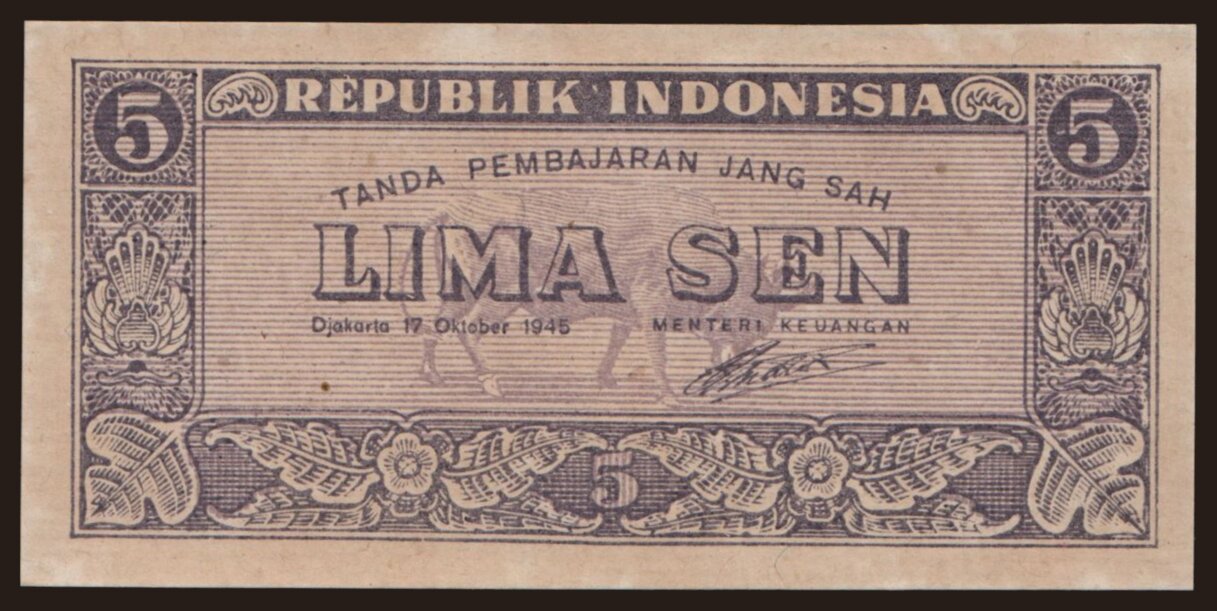 5 REPUBLIK INDONESIA 5
TANDA PEMBAJARAN JANG SAH
LIMA SEN
Djakarta 17 Oktober 1945 MENTERI KEUANGAN
5